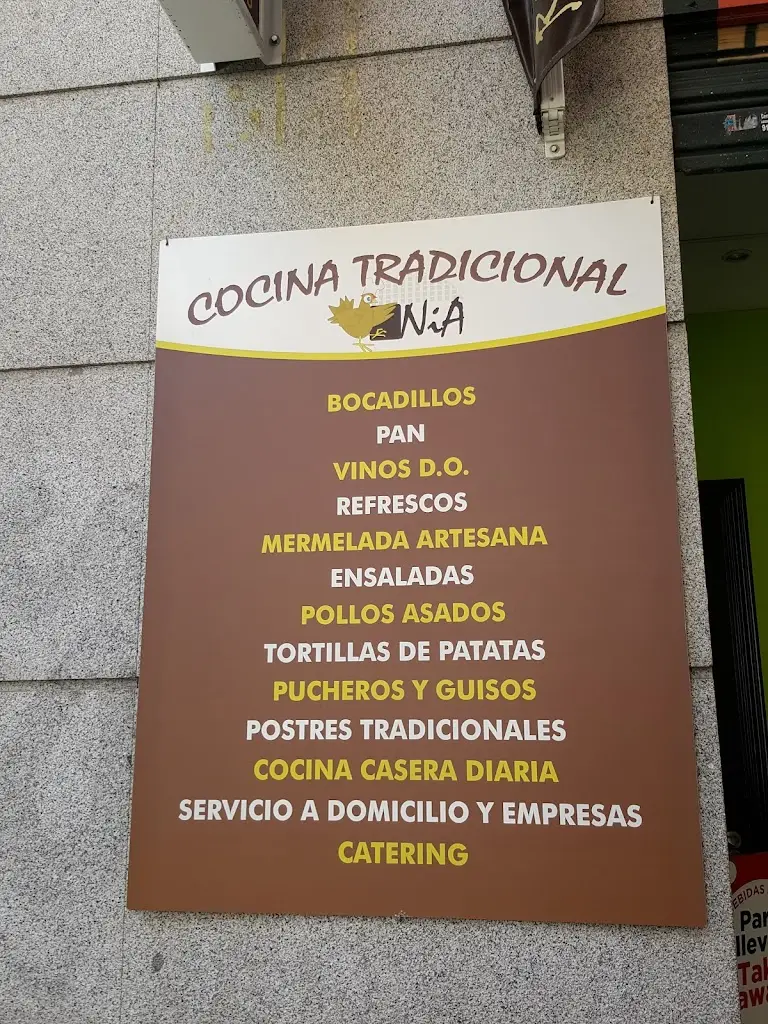 COCINA TRADICIONAL
NiA
BOCADILLOS
PAN
VINOS D.O.
REFRESCOS
MERMELADA ARTESANA
ENSALADAS
POLLOS ASADOS
TORTILLAS DE PATATAS
PUCHEROS Y GUISOS
POSTRES TRADICIONALES
COCINA CASERA DIARIA
SERVICIO A DOMICILIO Y EMPRESAS
CATERING